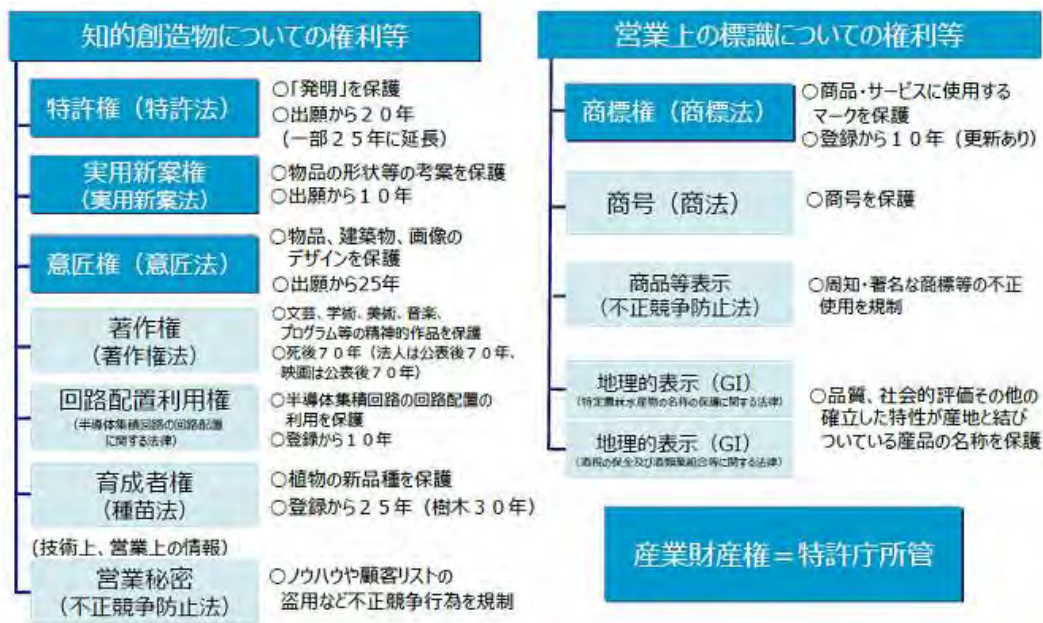 知的創造物についての権利等
特許権（特許法）
○「発明」を保護
○出願から２０年
（一部２５年に延長）
実用新案権
（実用新案法）
○物品の形状等の考案を保護
○出願から１０年
意匠権（意匠法）
○物品、建築物、画像の
デザインを保護
○出願から25年
著作権
（著作権法）
○文芸、学術、美術、音楽、
プログラム等の精神的作品を保護
○死後７０年（法人は公表後７０年、
映画は公表後７０年）
回路配置利用権
（半導体集積回路の回路配置
に関する法律）
○半導体集積回路の回路配置の
利用を保護
○登録から１０年
育成者権
（種苗法）
○植物の新品種を保護
○登録から２５年（樹木３０年）
(技術上、営業上の情報)
営業秘密
（不正競争防止法）
○ノウハウや顧客リストの
盗用など不正競争行為を規制
営業上の標識についての権利等
商標権（商標法）
○商品・サービスに使用する
マークを保護
○登録から１０年（更新あり）
商号（商法）
○商号を保護
商品等表示
（不正競争防止法）
○周知・著名な商標等の不正
使用を規制
地理的表示（GI）
（特定農林水産物の名称の保護に関する法律）
地理的表示（GI）
（酒税の保全及び酒類業組合等に関する法律）
○品質、社会的評価その他の
確立した特性が産地と結び
ついている産品の名称を保護
産業財産権＝特許庁所管